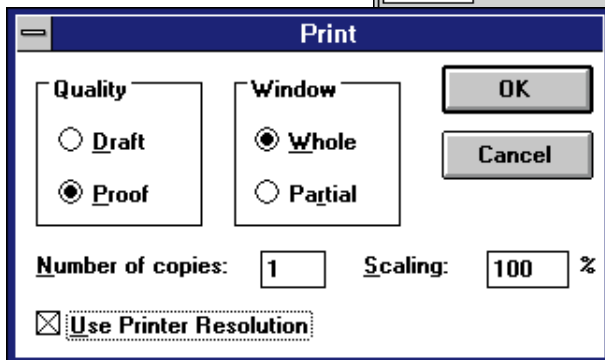 Print
Quality
Draft
Proof
Window
Whole
Partial
OK
Cancel
Number of copies: 1 Scaling: 100 %
Use Printer Resolution